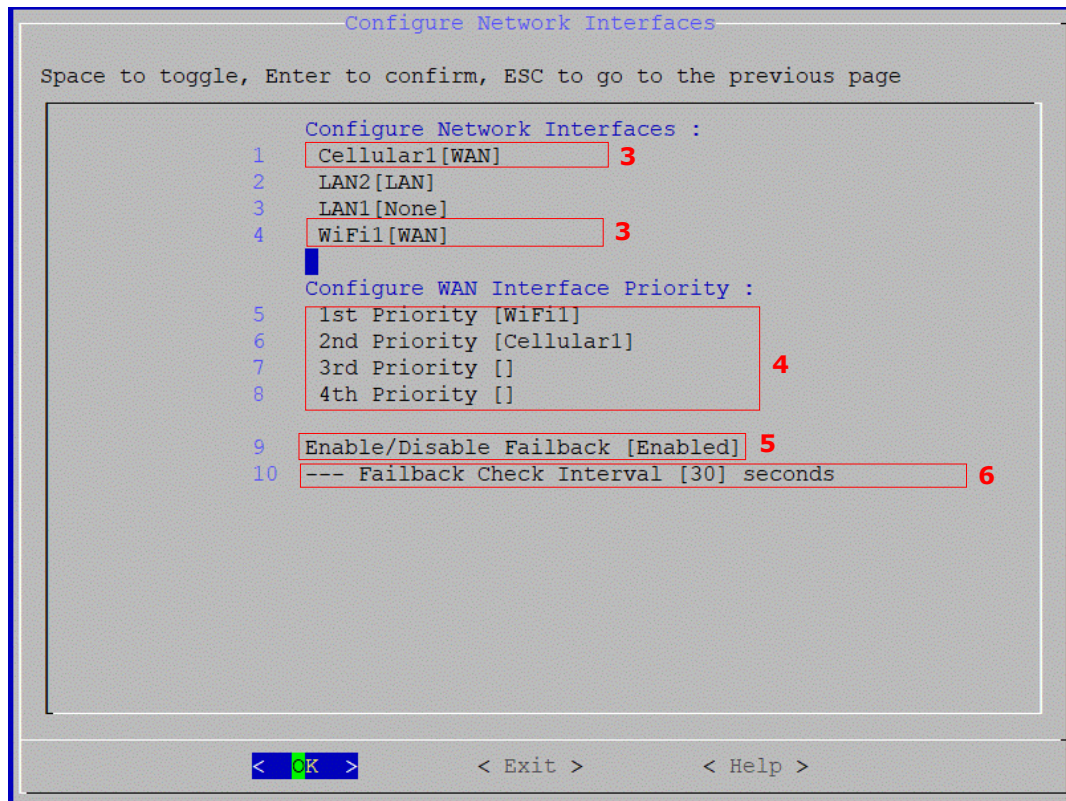 Configure Network Interfaces
Space to toggle, Enter to confirm, ESC to go to the previous page
Configure Network Interfaces :
1 Cellular1[WAN] 3
2 LAN2[LAN]
3 LAN1[None]
4 WiFi1[WAN] 3
Configure WAN Interface Priority :
5 1st Priority [WiFi1]
6 2nd Priority [Cellular1]
7 3rd Priority [] 4
8 4th Priority []
9 Enable/Disable Failback [Enabled] 5
10 --- Failback Check Interval [30] seconds 6
< OK > < Exit > < Help >